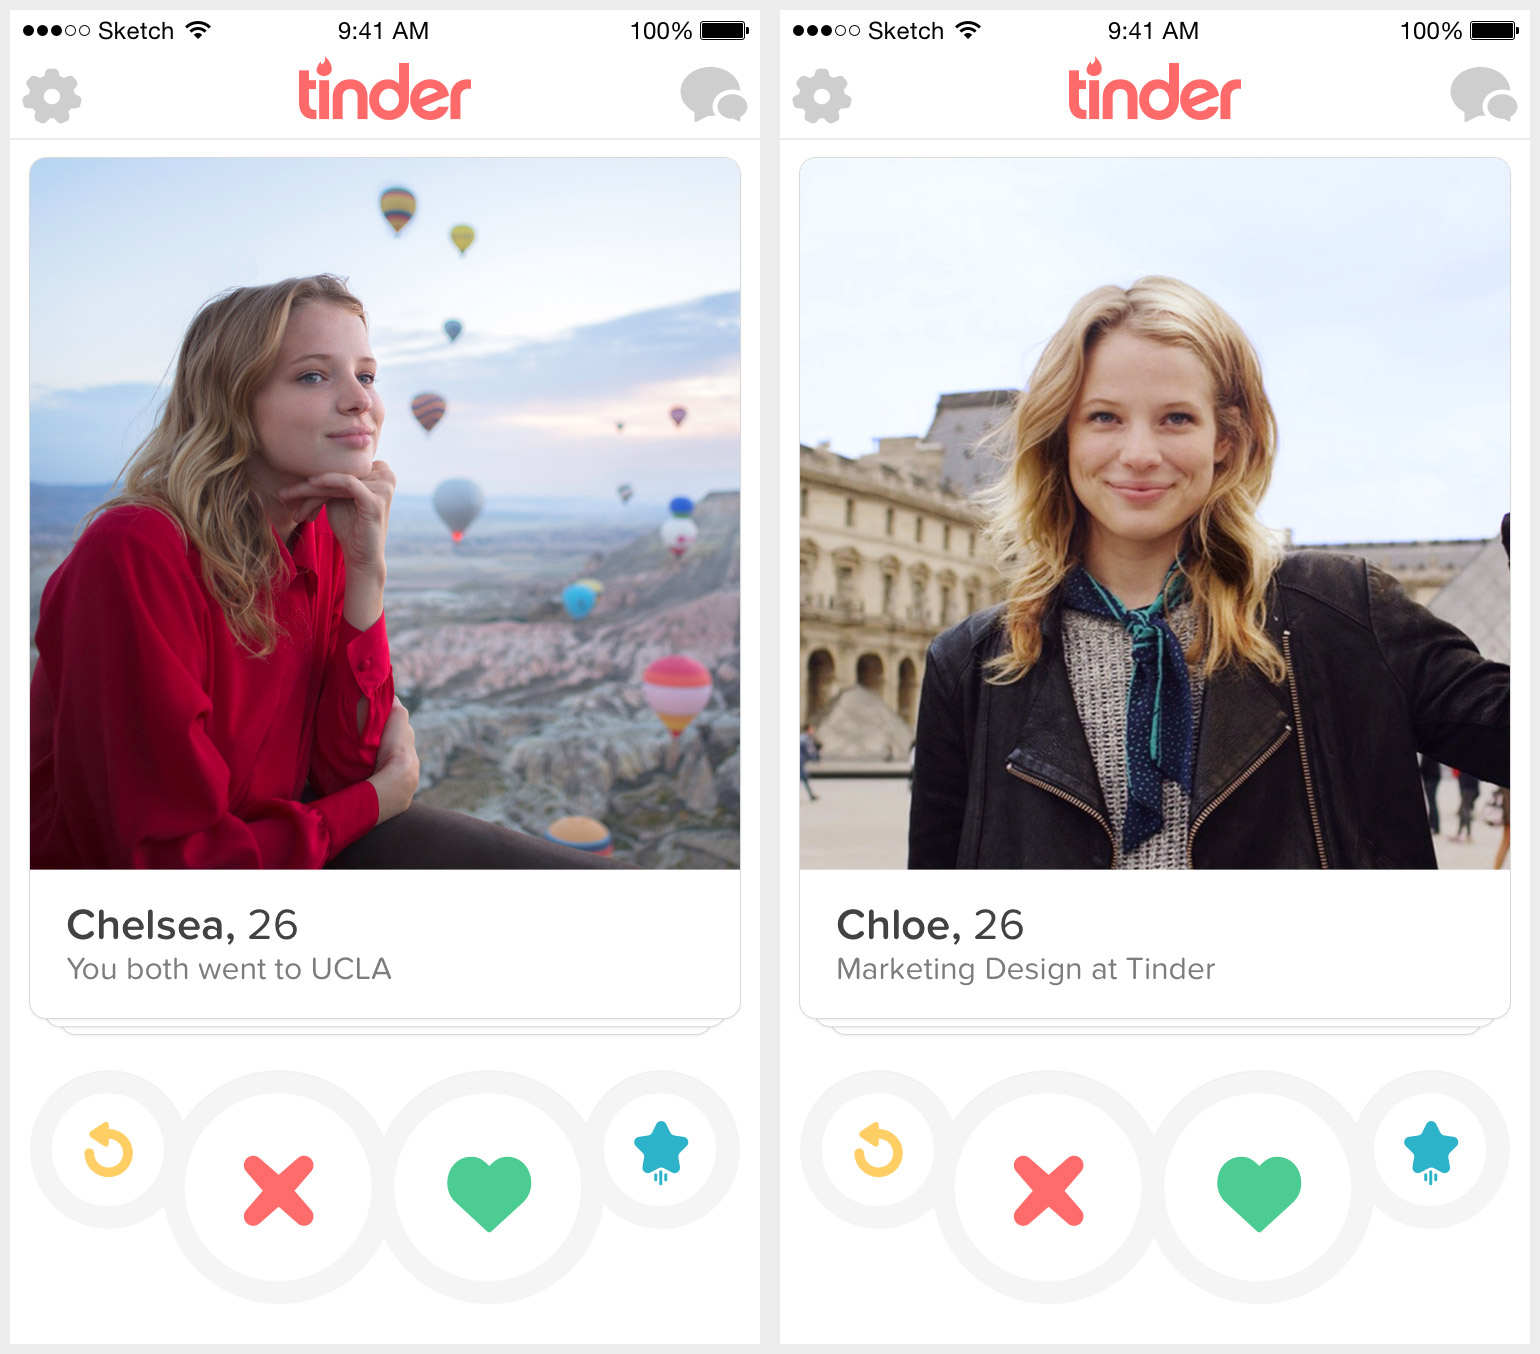 Sketch 9:41 AM 100%
tinder
Chelsea, 26
You both went to UCLA
Sketch 9:41 AM 100%
tinder
Chloe, 26
Marketing Design at Tinder